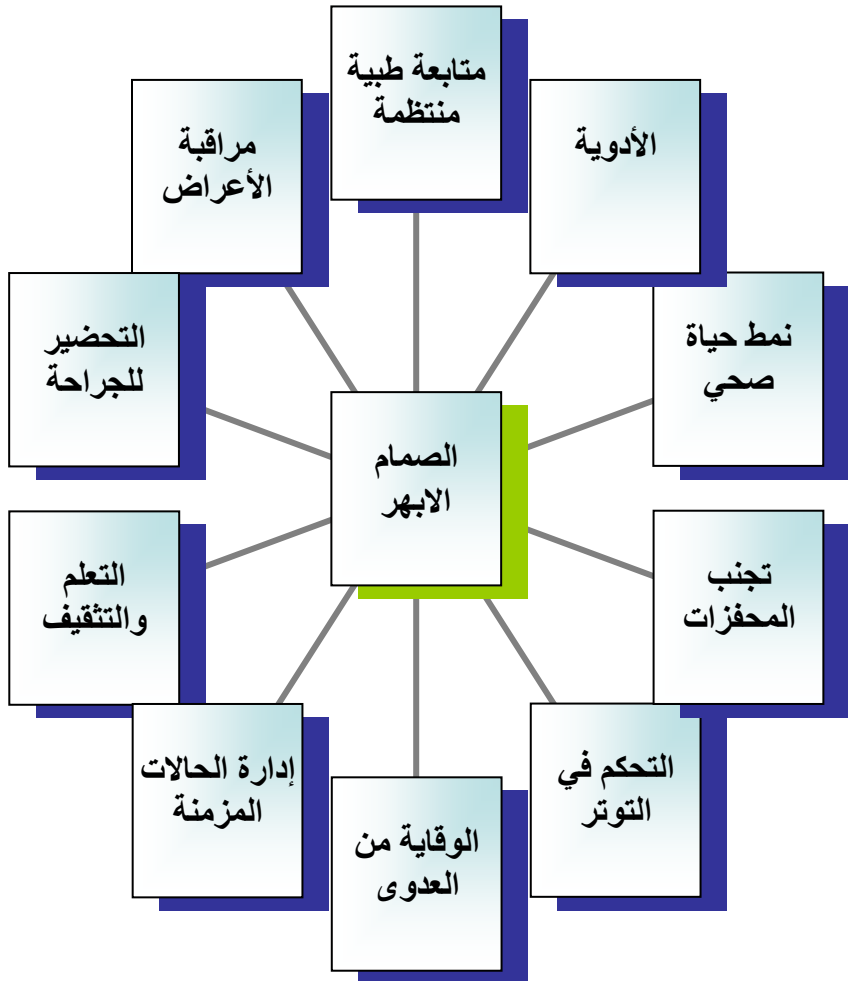 متابعة طبية
منتظمة
الأدوية
نمط حياة
صحي
تجنب
المحفزات
التحكم في
التوتر
الوقاية من
العدوى
إدارة الحالات
المزمنة
التعلم
والتثقيف
التحضير
للجراحة
مراقبة
الأعراض
الصمام
الابهر